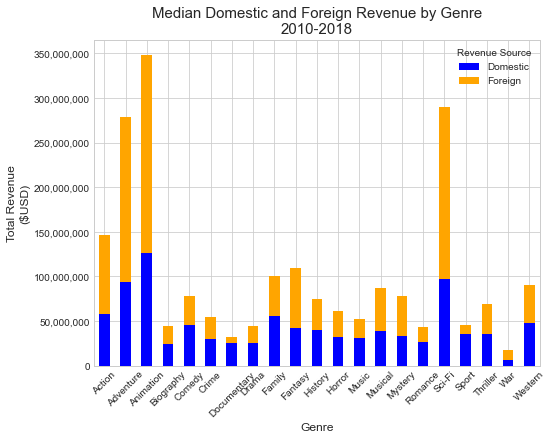 Median Domestic and Foreign Revenue by Genre
2010-2018
Revenue Source
Domestic
Foreign
350,000,000
300,000,000
250,000,000
200,000,000
150,000,000
100,000,000
50,000,000
0
Total Revenue
($USD)
Action
Adventure
Animation
Biography
Comedy
Crime
Documentary
Drama
Family
Fantasy
History
Horror
Music
Musical
Mystery
Romance
Sci-Fi
Sport
Thriller
War
Western
Genre